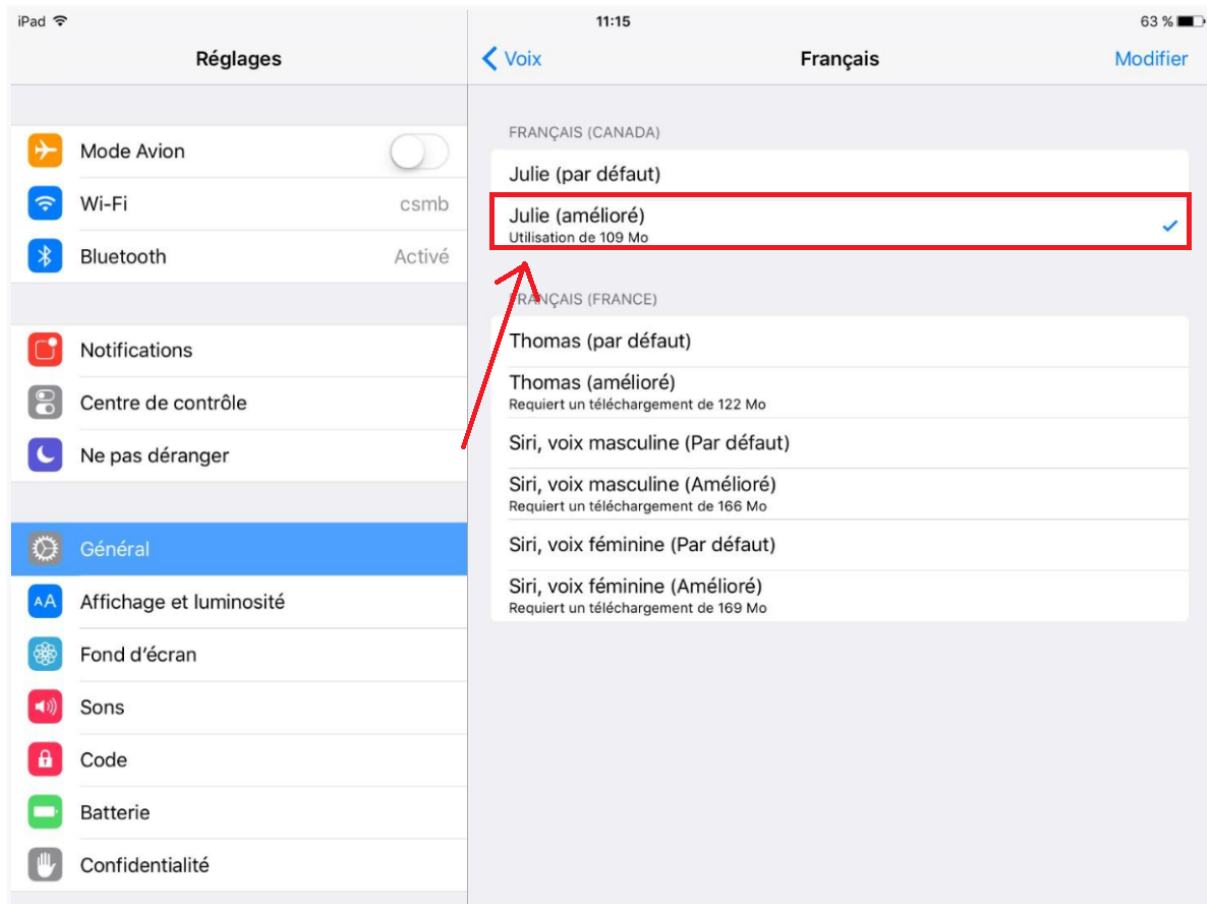 iPad 11:15 63 %
Réglages
Mode Avion
Wi-Fi csmb
Bluetooth Activé
Notifications
Centre de contrôle
Ne pas déranger
Général
AA Affichage et luminosité
Fond d'écran
Sons
Code
Batterie
Confidentialité
Voix Français Modifier
FRANÇAIS (CANADA)
Julie (par défaut)
Julie (amélioré)
Utilisation de 109 Mo
FRANÇAIS (FRANCE)
Thomas (par défaut)
Thomas (amélioré)
Requiert un téléchargement de 122 Mo
Siri, voix masculine (Par défaut)
Siri, voix masculine (Amélioré)
Requiert un téléchargement de 166 Mo
Siri, voix féminine (Par défaut)
Siri, voix féminine (Amélioré)
Requiert un téléchargement de 169 Mo